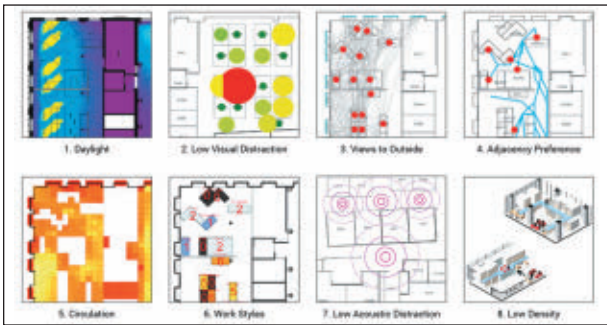 1. Daylight
2. Low Visual Distraction
3. Views to Outside
4. Adjacency Preference
5. Circulation
6. Work Styles
7. Low Acoustic Distraction
8. Low Density